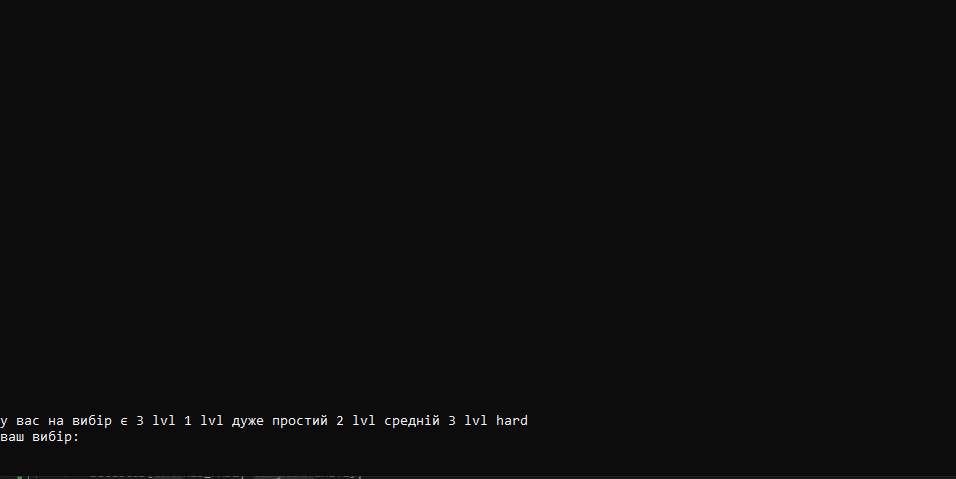 у вас на вибір є 3 lvl 1 lvl дуже простий 2 lvl средній 3 lvl hard
ваш вибір: